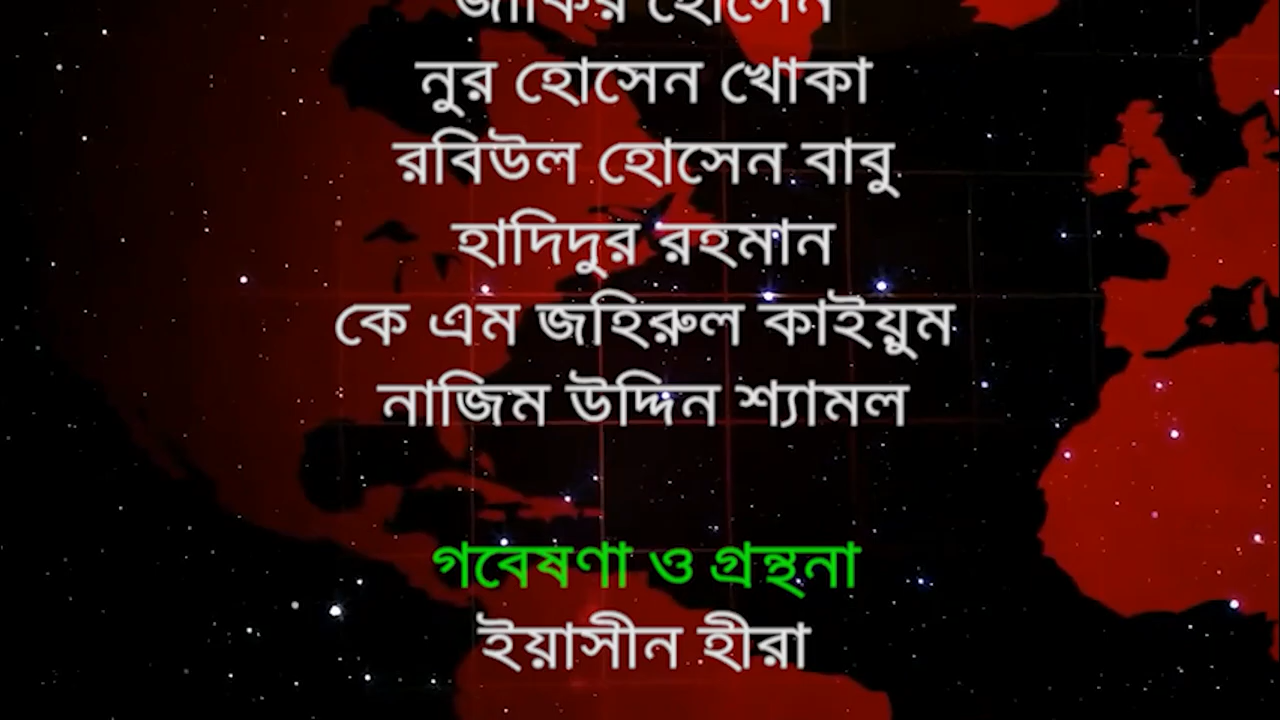 জাকির হোসেন
নুর হোসেন খোকা
রবিউল হোসেন বাবু
হাদিদুর রহমান
কে এম জহিরুল কাইয়ুম
নাজিম উদ্দিন শ্যামল
গবেষণা ও গ্রন্থনা
ইয়াসীন হীরা